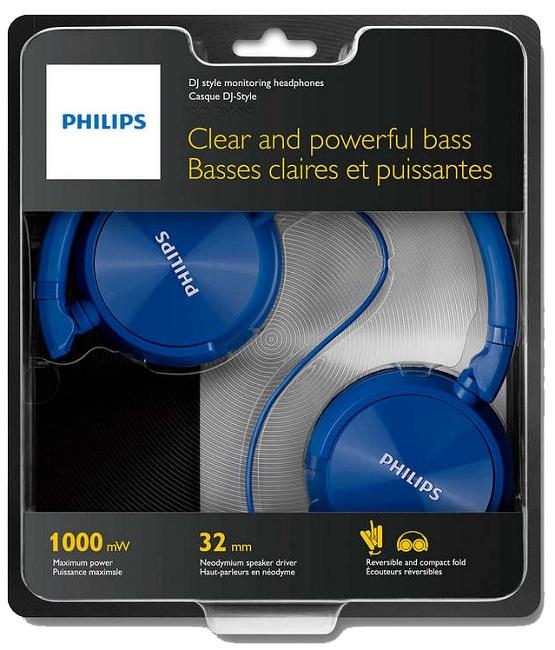 PHILIPS
DJ style monitoring headphones
Casque DJ-Style
Clear and powerful bass
Basses claires et puissantes
PHILIPS
PHILIPS
1000 mW
Maximum power
Puissance maximale
32 mm
Neodymium speaker driver
Haut-parleurs en néodyme
Reversible and compact fold
Écouteurs réversibles